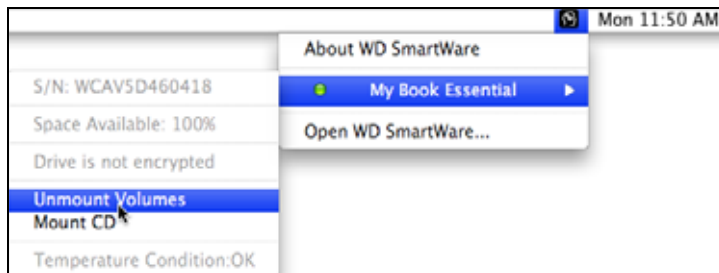 Mon 11:50 AM
About WD SmartWare
My Book Essential
Open WD SmartWare...
S/N: WCAV5D460418
Space Available: 100%
Drive is not encrypted
Unmount Volumes
Mount CD
Temperature Condition:OK